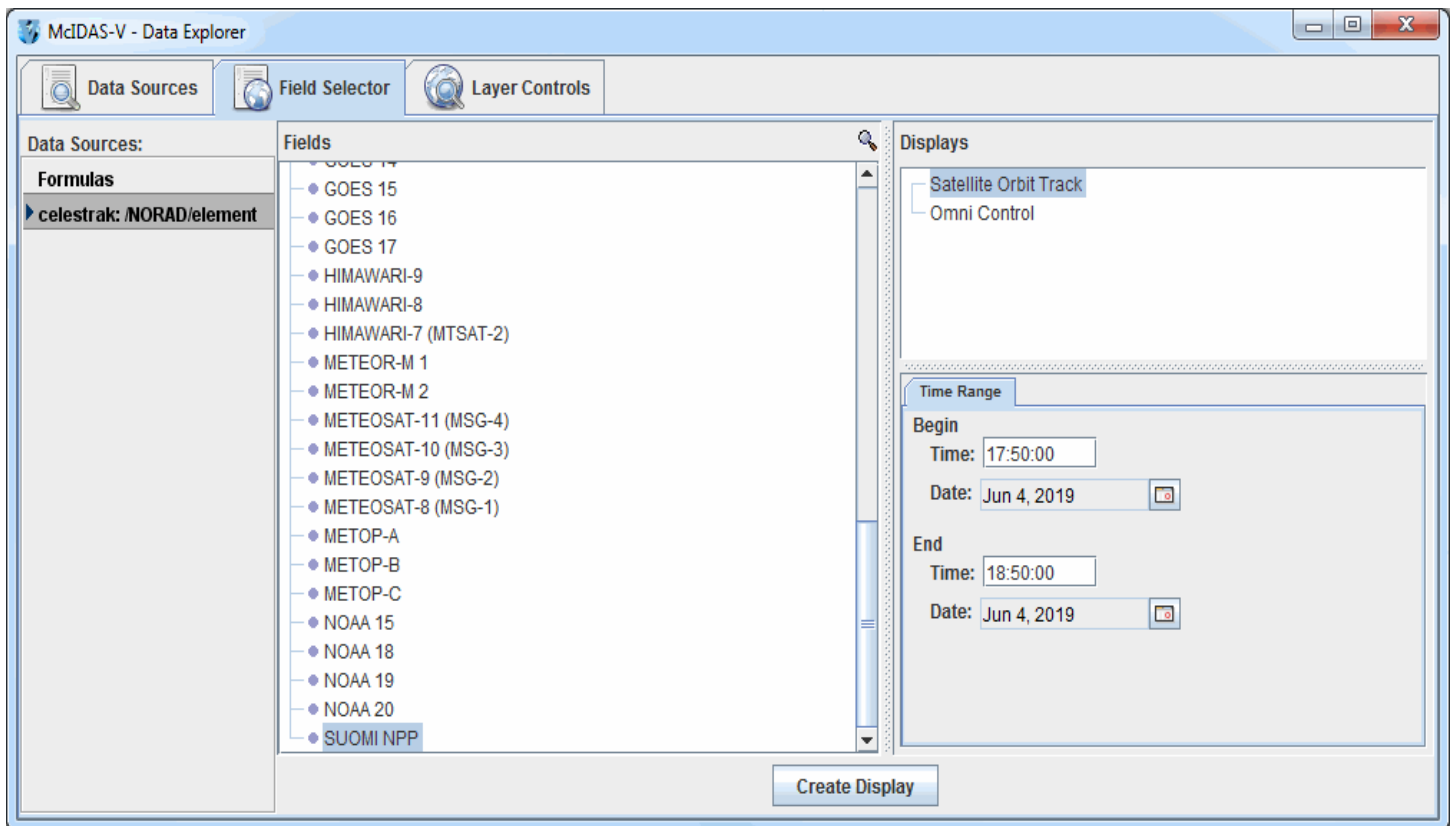 McIDAS-V - Data Explorer
Data Sources
Field Selector
Layer Controls
Data Sources:
Formulas
celestrak: /NORAD/element
Fields
GOES 14
GOES 15
GOES 16
GOES 17
HIMAWARI-9
HIMAWARI-8
HIMAWARI-7 (MTSAT-2)
METEOR-M 1
METEOR-M 2
METEOSAT-11 (MSG-4)
METEOSAT-10 (MSG-3)
METEOSAT-9 (MSG-2)
METEOSAT-8 (MSG-1)
METOP-A
METOP-B
METOP-C
NOAA 15
NOAA 18
NOAA 19
NOAA 20
SUOMI NPP
Displays
Satellite Orbit Track
Omni Control
Time Range
Begin
Time: 17:50:00
Date: Jun 4, 2019
End
Time: 18:50:00
Date: Jun 4, 2019
Create Display